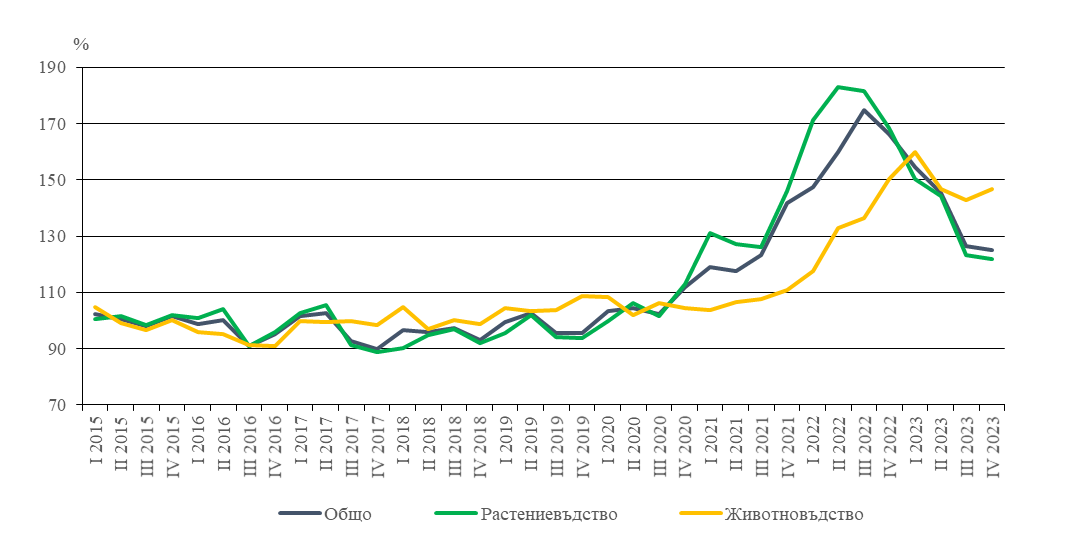 %
190
170
150
130
110
90
70
I 2015
II 2015
III 2015
IV 2015
I 2016
II 2016
III 2016
IV 2016
I 2017
II 2017
III 2017
IV 2017
I 2018
II 2018
III 2018
IV 2018
I 2019
II 2019
III 2019
IV 2019
I 2020
II 2020
III 2020
IV 2020
I 2021
II 2021
III 2021
IV 2021
I 2022
II 2022
III 2022
IV 2022
I 2023
II 2023
III 2023
IV 2023
Общо Растениевъдство Животновъдство